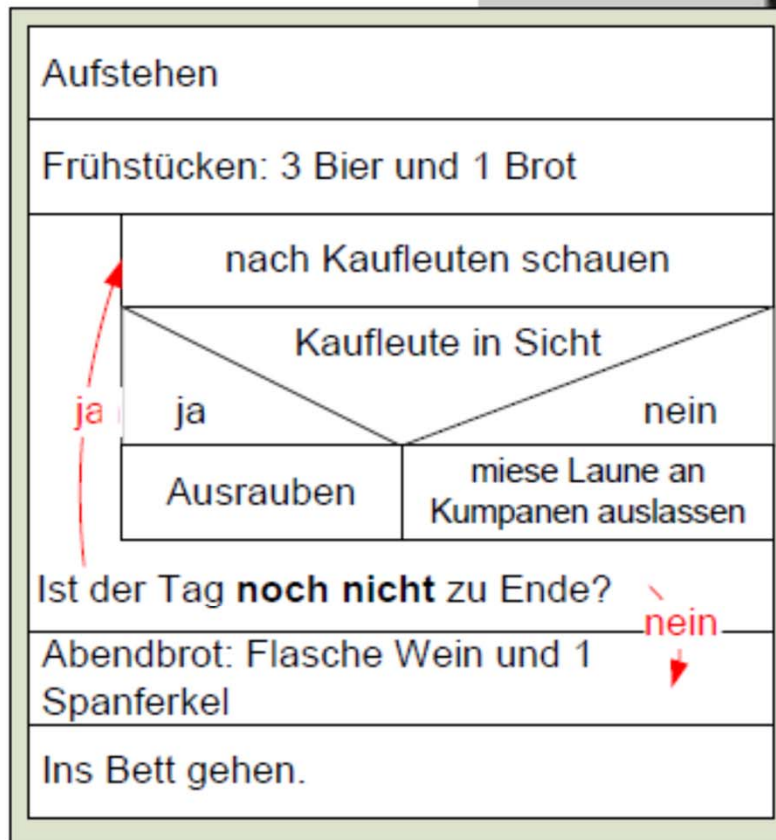 Aufstehen
Frühstücken: 3 Bier und 1 Brot
nach Kaufleuten schauen
Kaufleute in Sicht
ja ja nein
Ausrauben
miese Laune an
Kumpanen auslassen
Ist der Tag noch nicht zu Ende?
nein
Abendbrot: Flasche Wein und 1
Spanferkel
Ins Bett gehen.